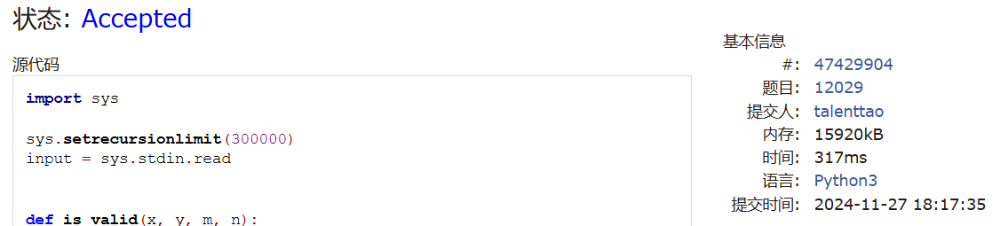 状态: Accepted
源代码
import sys
sys.setrecursionlimit(300000)
input = sys.stdin.read
def is_valid(x, y, m, n):
基本信息
#: 47429904
题目: 12029
提交人: talenttao
内存: 15920kB
时间: 317ms
语言: Python3
提交时间: 2024-11-27 18:17:35